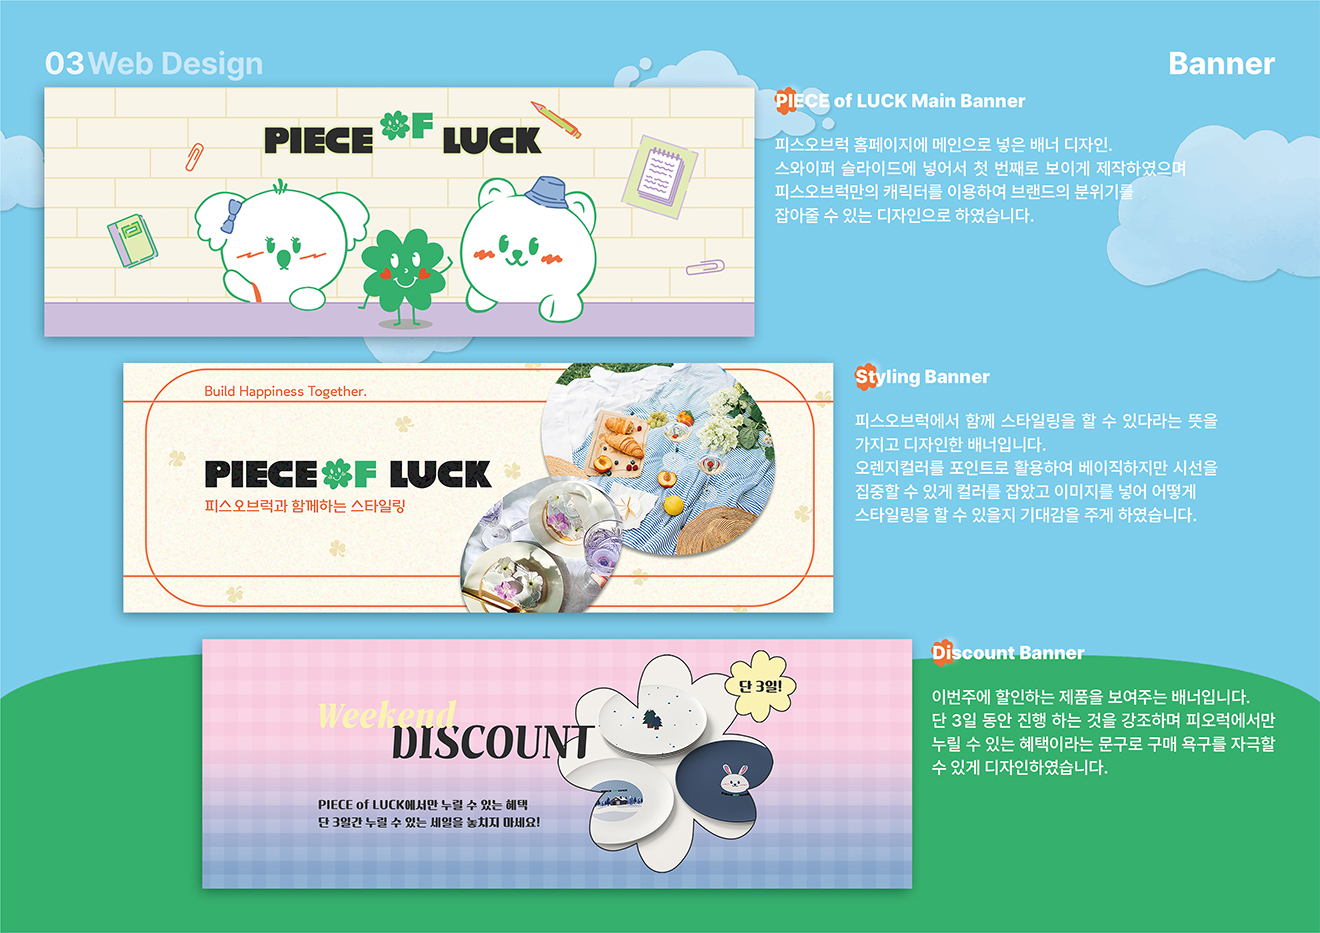 03 Web Design
Banner
PIECE OF LUCK
PIECE of LUCK Main Banner
피스오브럭 홈페이지에 메인으로 넣은 배너 디자인.
스와이퍼 슬라이드에 넣어서 첫 번째로 보이게 제작하였으며
피스오브럭만의 캐릭터를 이용하여 브랜드의 분위기를
잡아줄 수 있는 디자인으로 하였습니다.
Build Happiness Together.
PIECE OF LUCK
피스오브럭과 함께하는 스타일링
Styling Banner
피스오브럭에서 함께 스타일링을 할 수 있다라는 뜻을
가지고 디자인한 배너입니다.
오렌지컬러를 포인트로 활용하여 베이직하지만 시선을
집중할 수 있게 컬러를 잡았고 이미지를 넣어 어떻게
스타일링을 할 수 있을지 기대감을 주게 하였습니다.
Weekend
DISCOUNT
단 3일!
PIECE of LUCK에서만 누릴 수 있는 혜택
단 3일간 누릴 수 있는 세일을 놓치지 마세요!
Discount Banner
이번주에 할인하는 제품을 보여주는 배너입니다.
단 3일 동안 진행 하는 것을 강조하며 피오럭에서만
누릴 수 있는 혜택이라는 문구로 구매 욕구를 자극할
수 있게 디자인하였습니다.